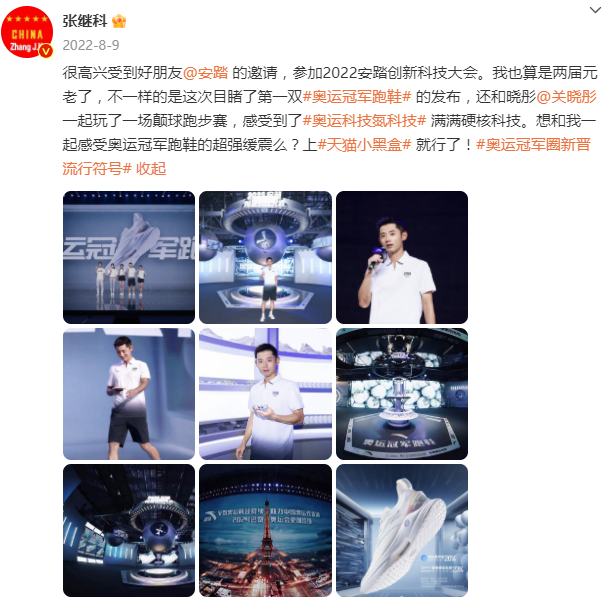 CHINA
Zhang J.K
V
张继科
2022-8-9
很高兴受到好朋友@安踏 的邀请，参加2022安踏创新科技大会。我也算是两届元
老了，不一样的是这次目睹了第一双#奥运冠军跑鞋# 的发布，还和晓彤@关晓彤
一起玩了一场颠球跑步赛，感受到了#奥运科技氮科技# 满满硬核科技。想和我一
起感受奥运冠军跑鞋的超强缓震么？上#天猫小黑盒# 就行了！#奥运冠军圈新晋
流行符号# 收起
运冠 军跑
奥运冠军跑鞋